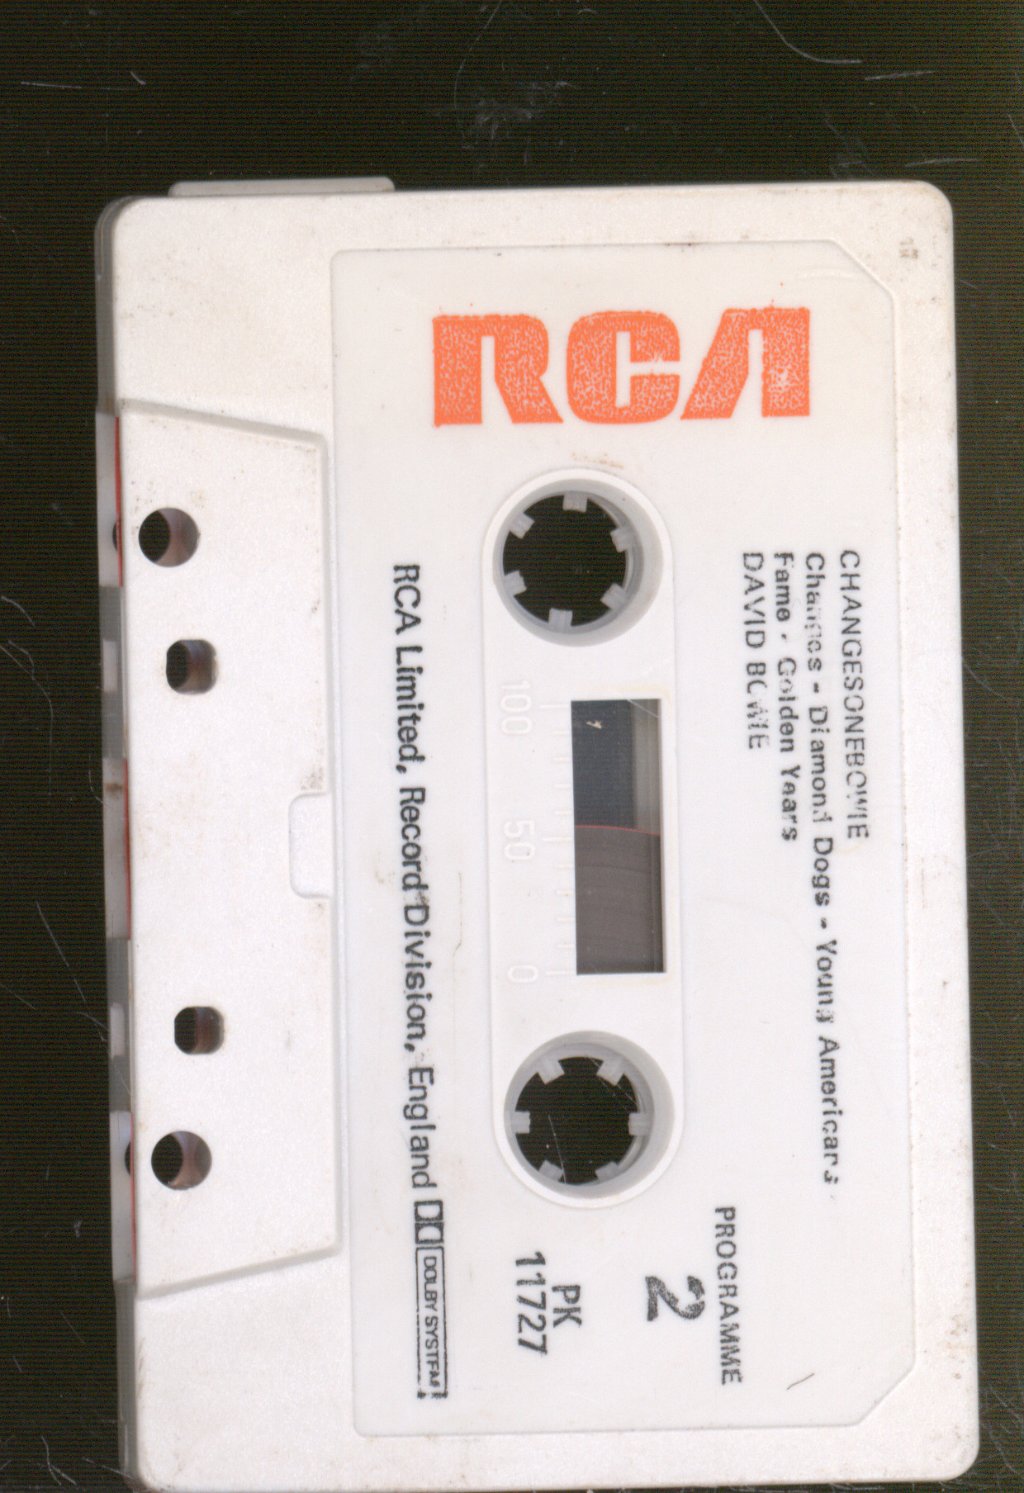 RCA
CHANGESONEBOWIE
Changes - Diamond Dogs - Young Americans
Fame - Golden Years
DAVID BOWIE
100 50 0
PROGRAMME
2
PK
11727
RCA Limited, Record Division, England DOLBY SYSTEM